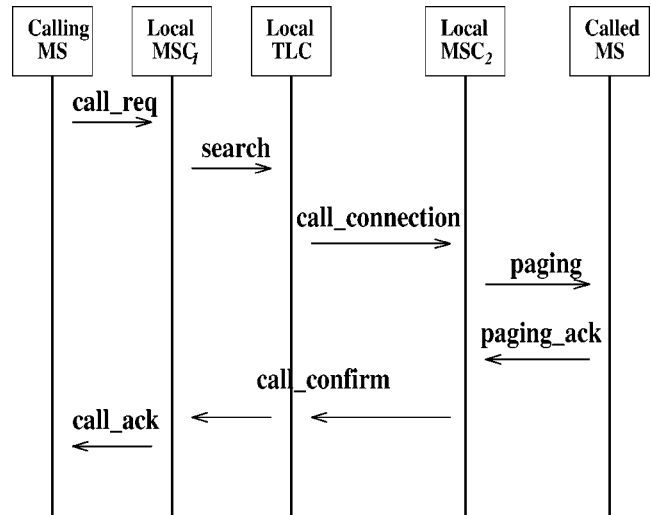 Calling
MS
Local
MSC1
Local
TLC
Local
MSC2
Called
MS
call_req
search
call_connection
paging
paging_ack
call_confirm
call_ack